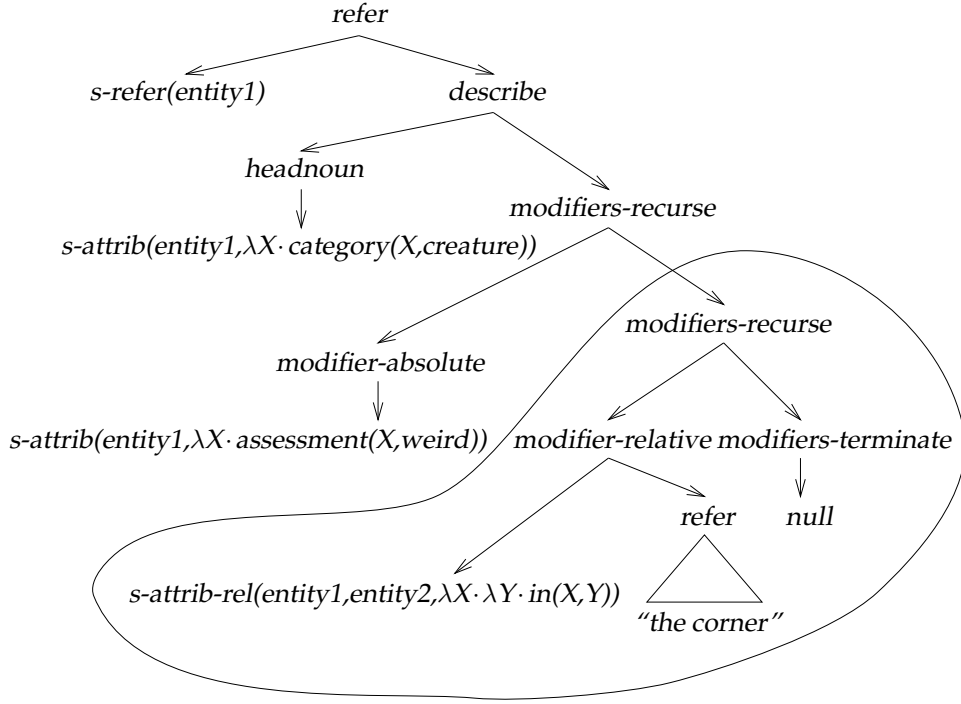 refer
s-refer(entity1)
describe
headnoun
modifiers-recurse
s-attrib(entity1,λX· category(X,creature))
modifiers-recurse
modifier-absolute
s-attrib(entity1,λX· assessment(X,weird))
modifier-relative modifiers-terminate
refer
null
s-attrib-rel(entity1,entity2,λX· λY· in(X,Y))
“the corner”